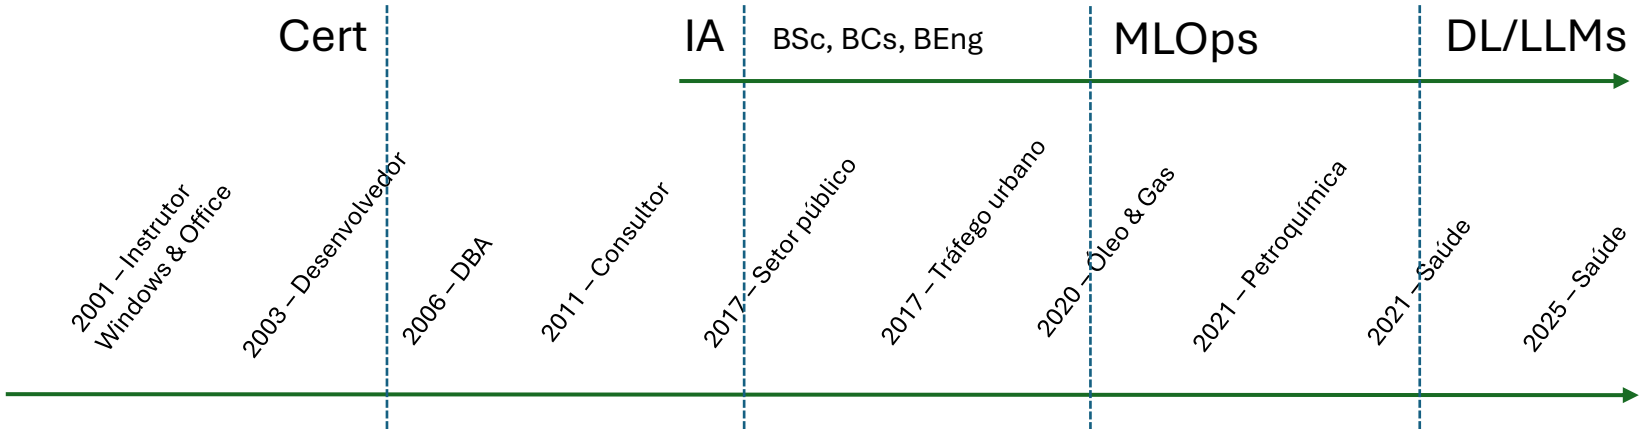 Cert
IA
BSc, BCs, BEng
MLOps
DL/LLMs
2001 – Instrutor
Windows & Office
2003 – Desenvolvedor
2006 – DBA
2011 – Consultor
2017 – Setor público
2017 – Tráfego urbano
2020 – Óleo & Gas
2021 – Petroquímica
2021 – Saúde
2025 – Saúde